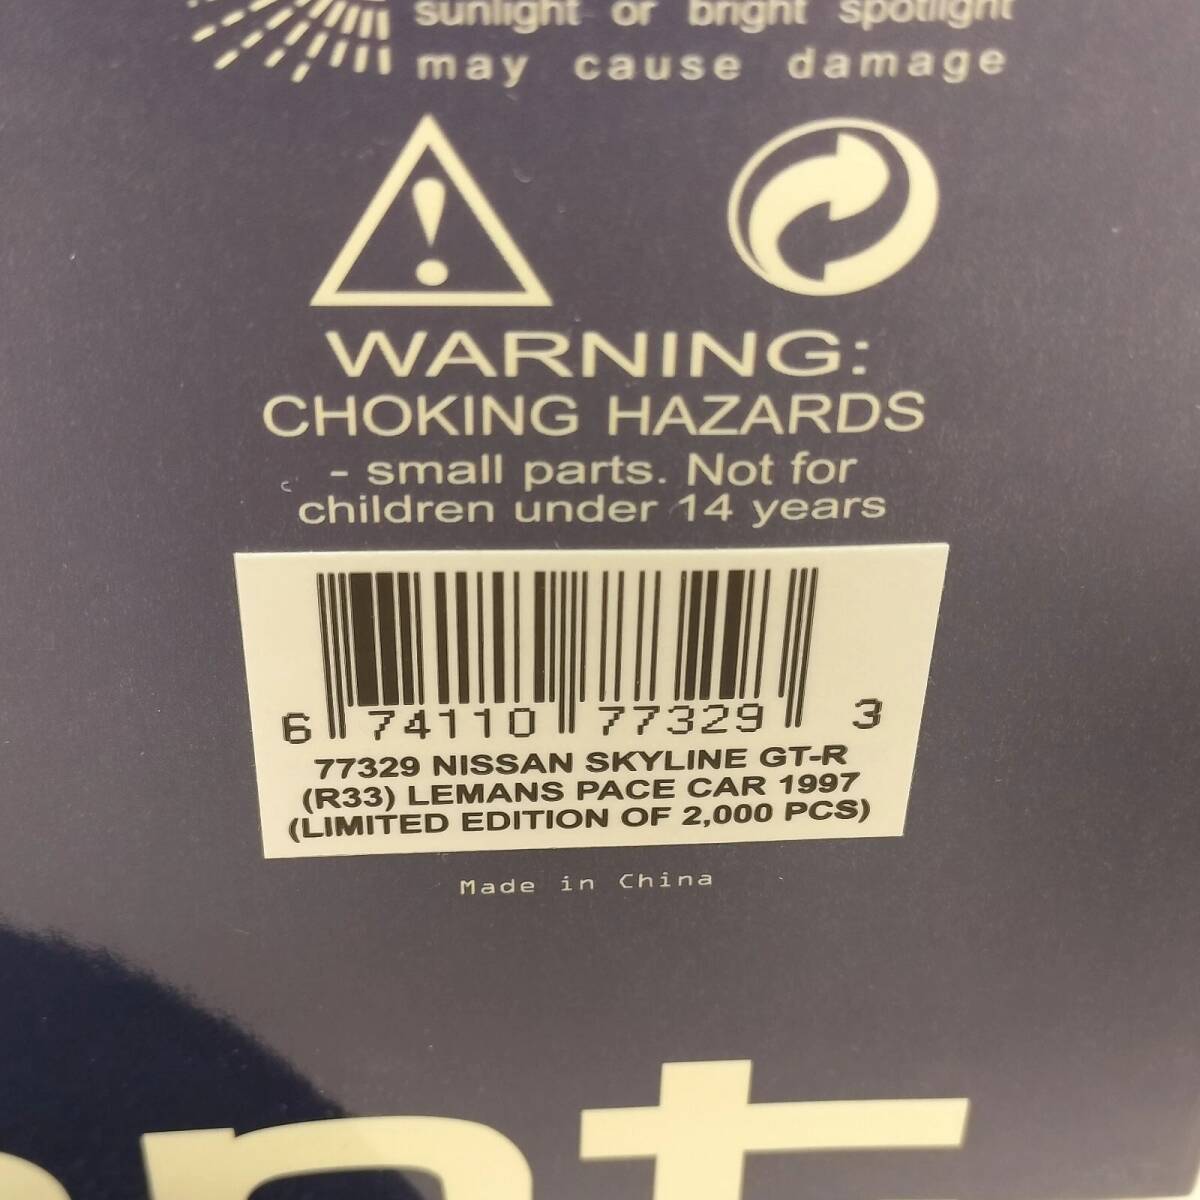 sunlight or bright spotlight
may cause damage
WARNING:
CHOKING HAZARDS
- small parts. Not for
children under 14 years
6 74110 77329 3
77329 NISSAN SKYLINE GT-R
(R33) LEMANS PACE CAR 1997
(LIMITED EDITION OF 2,000 PCS)
Made in China